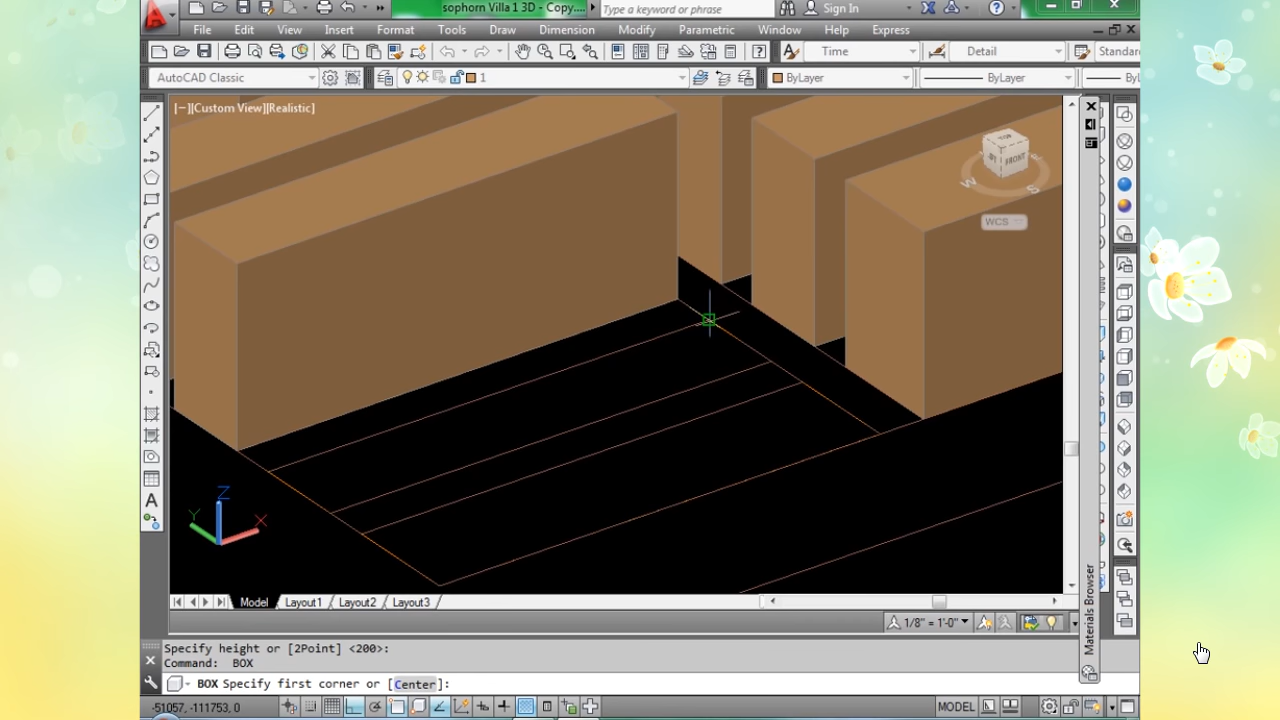 sophorn Villa 1 3D - Copy....
Type a keyword or phrase
Sign In
File Edit View Insert Format Tools Draw Dimension Modify Parametric Window Help Express
Time Detail Standar
AutoCAD Classic 1 ByLayer ByLayer ByL
[−][Custom View][Realistic]
TOP
FRONT
W S
WCS
Z
Y X
Materials Browser
Model Layout1 Layout2 Layout3
1/8" = 1'-0"
Specify height or [2Point] <200>:
Command: BOX
BOX Specify first corner or [Center]:
-51057, -111753, 0 MODEL